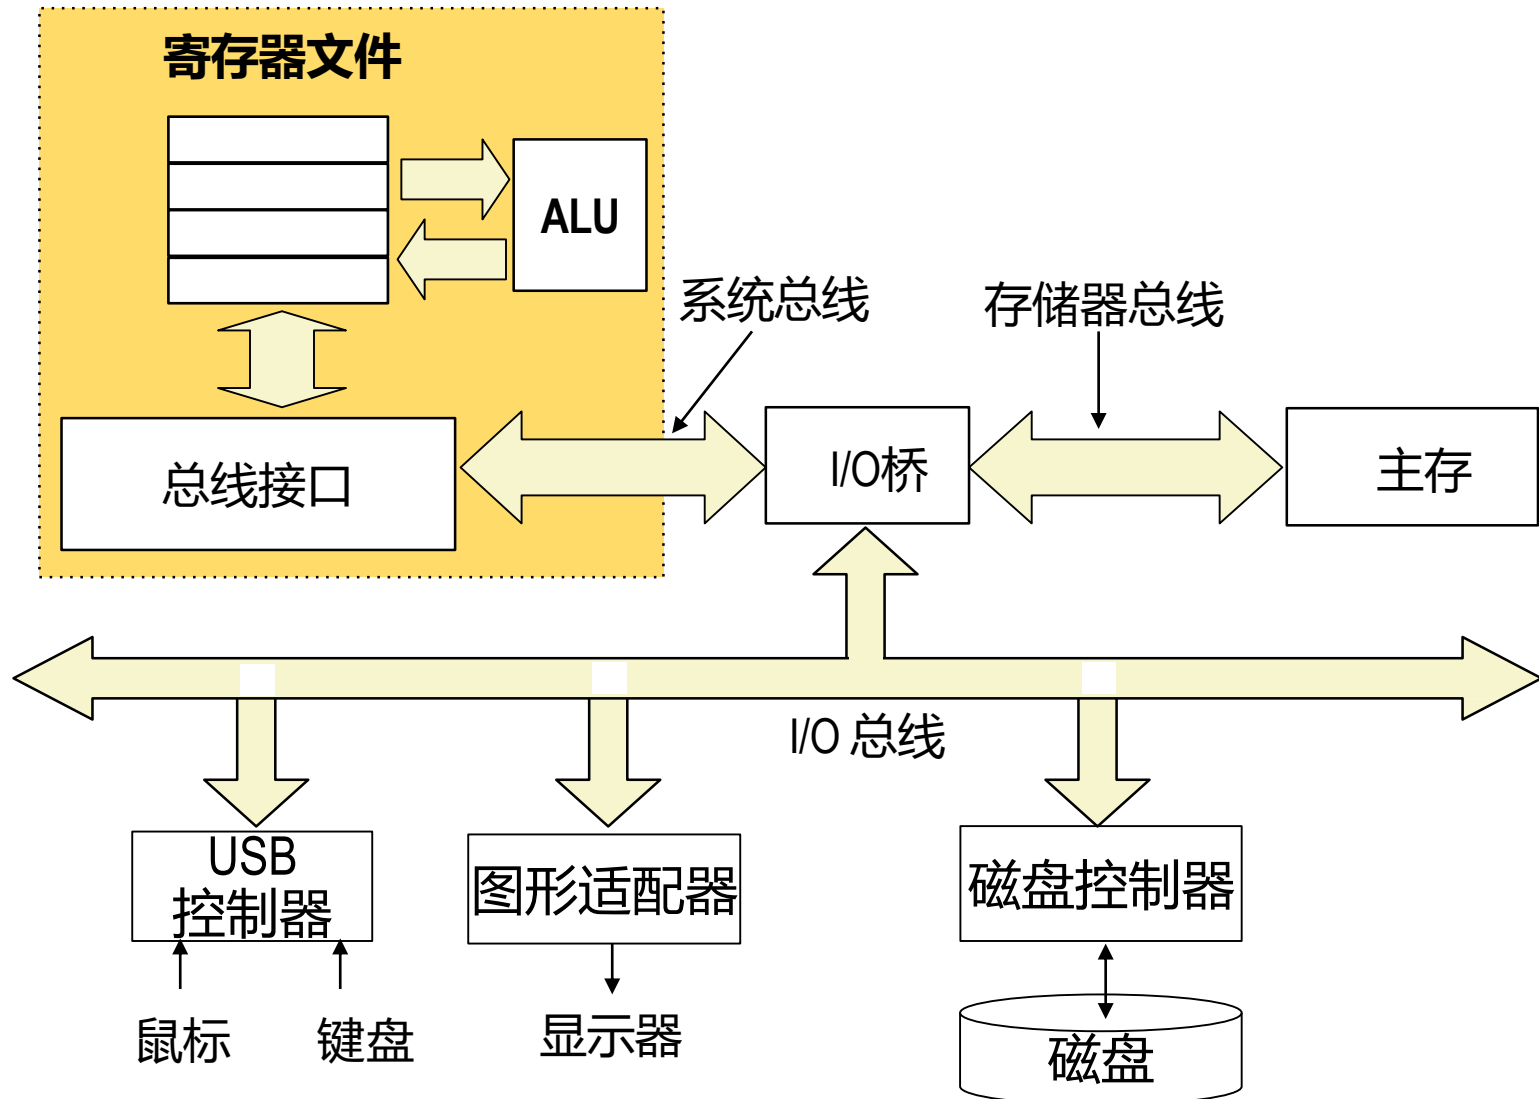 寄存器文件
ALU
系统总线
存储器总线
总线接口
I/O桥
主存
I/O 总线
USB
控制器
图形适配器
磁盘控制器
鼠标
键盘
显示器
磁盘